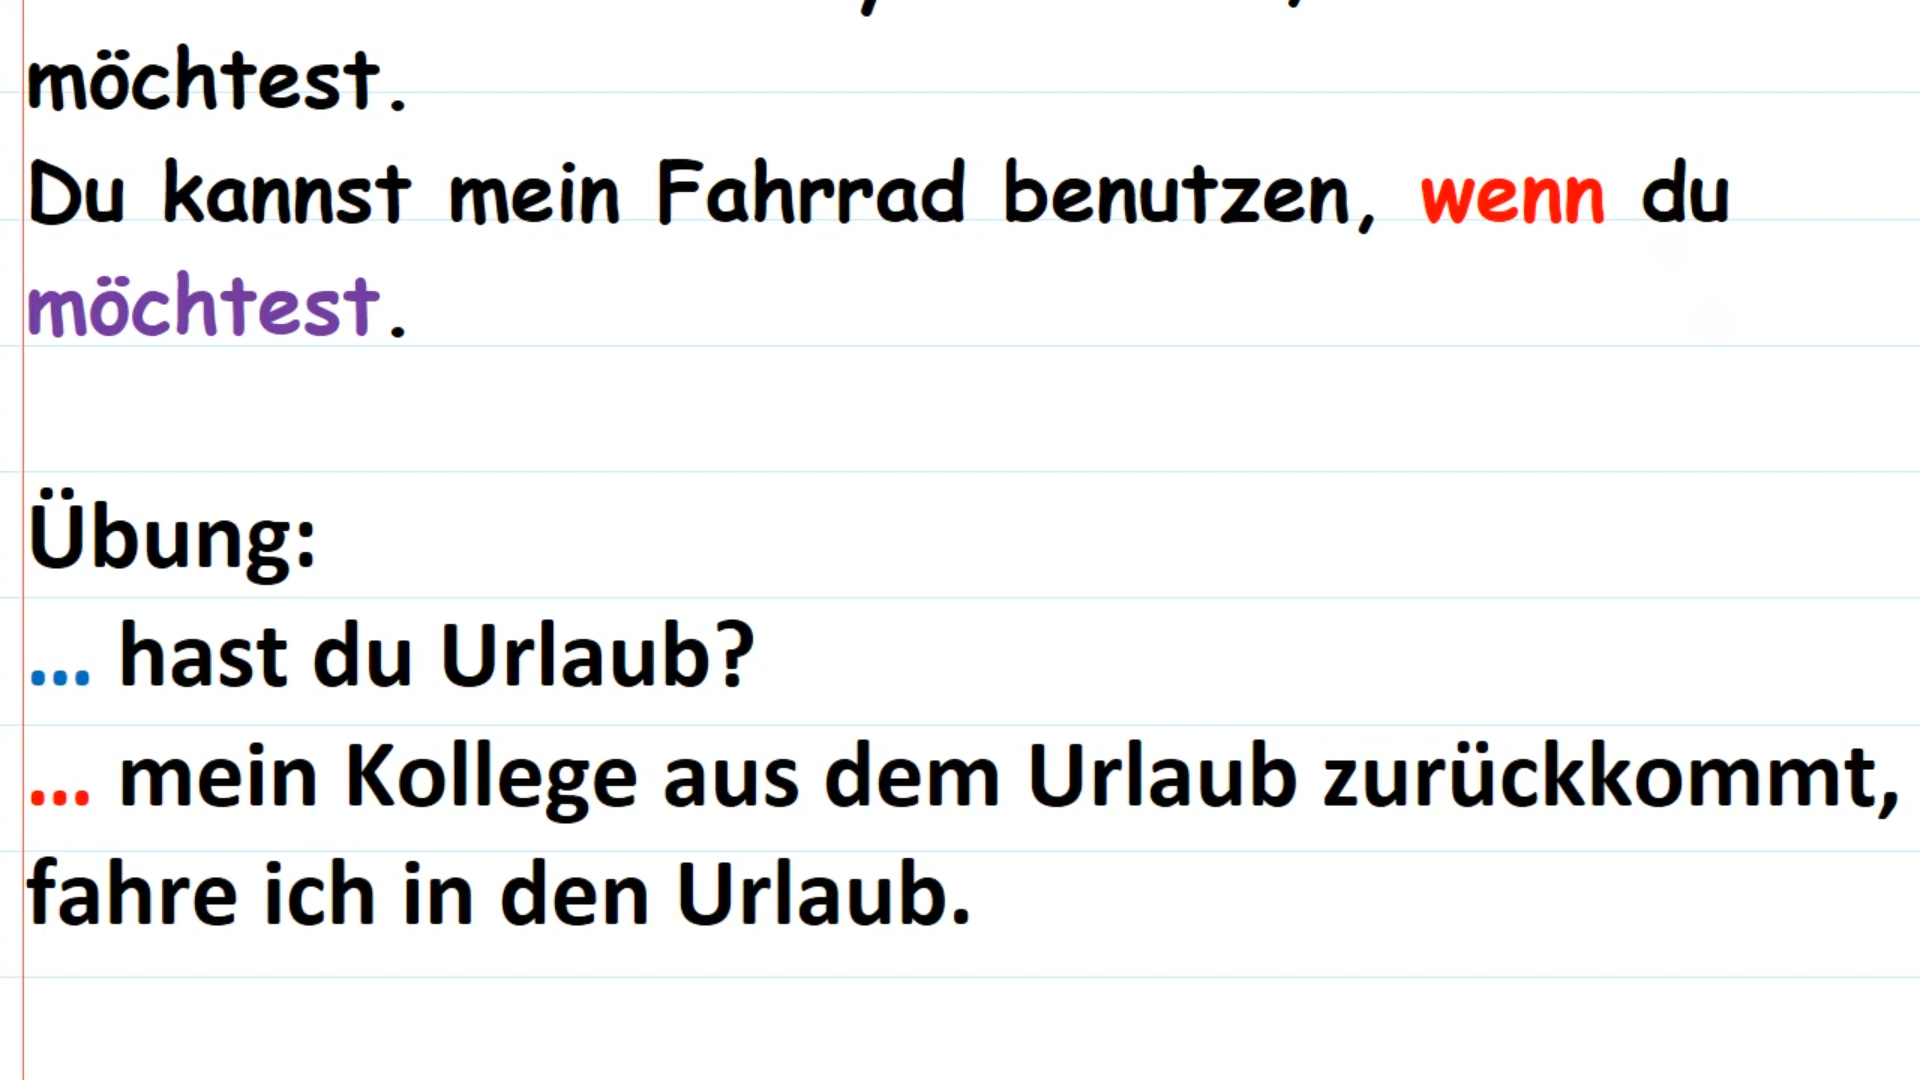 möchtest.
Du kannst mein Fahrrad benutzen, wenn du
möchtest.
Übung:
... hast du Urlaub?
... mein Kollege aus dem Urlaub zurückkommt,
fahre ich in den Urlaub.